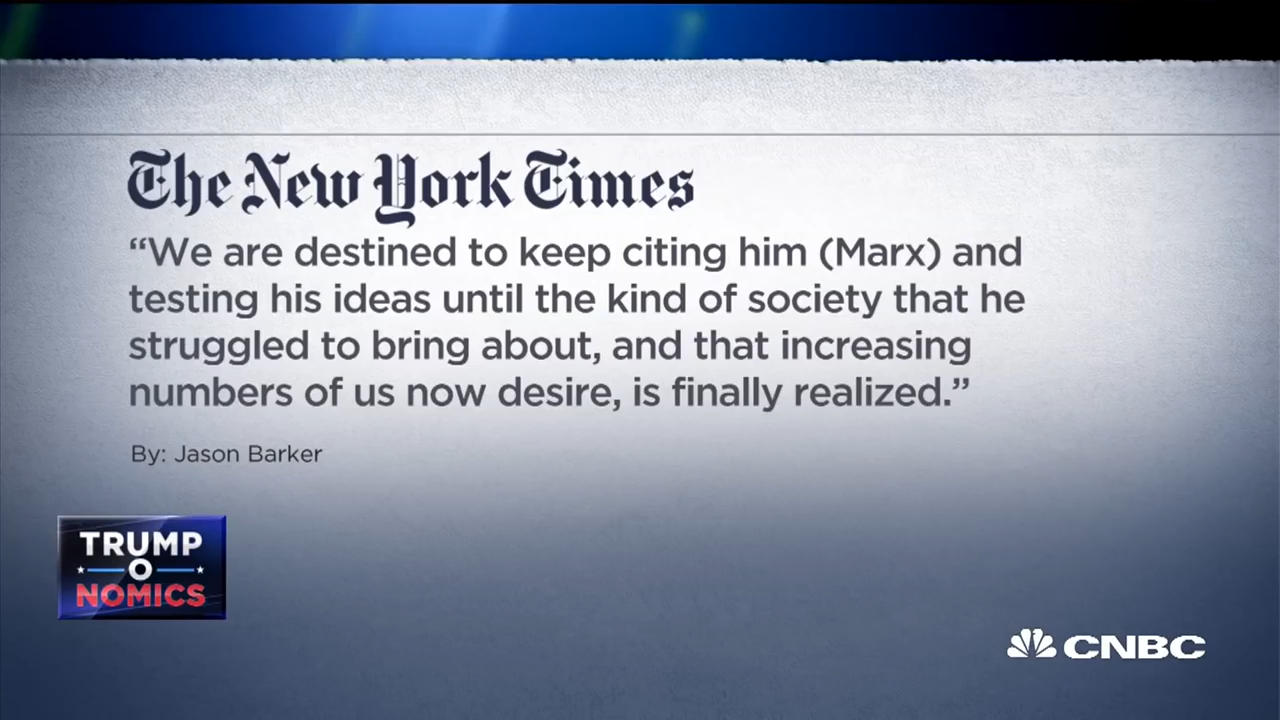 The New York Times
“We are destined to keep citing him (Marx) and
testing his ideas until the kind of society that he
struggled to bring about, and that increasing
numbers of us now desire, is finally realized.”
By: Jason Barker
TRUMP
O
NOMICS
CNBC